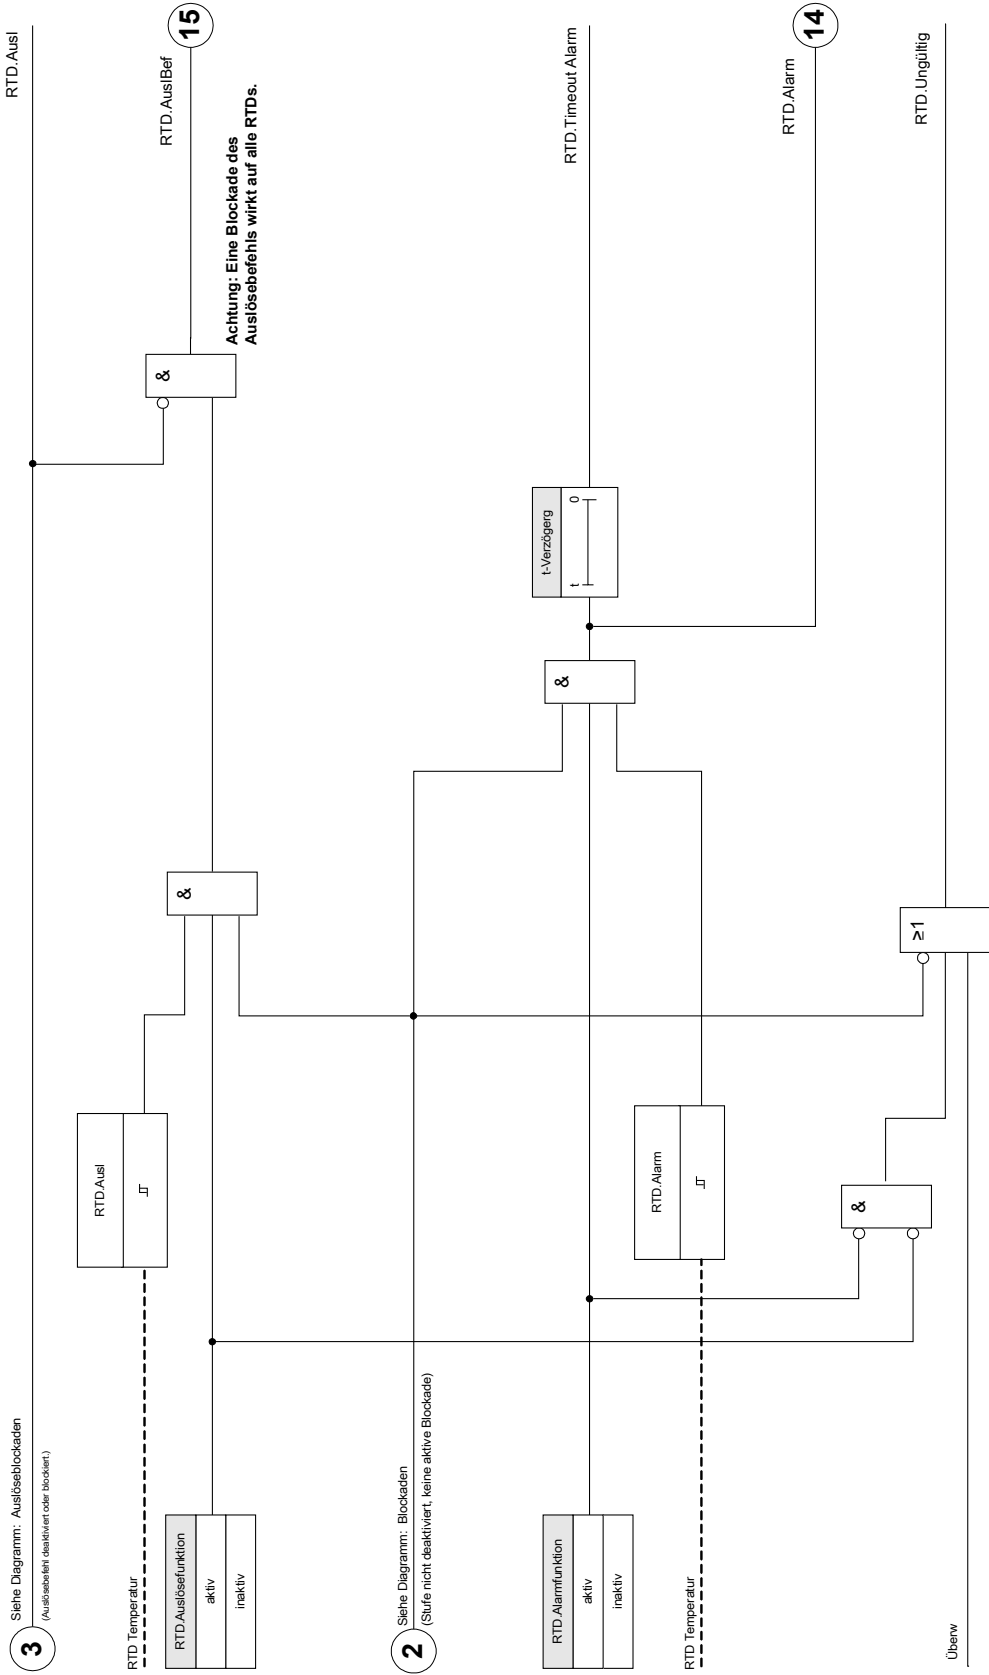 3
Siehe Diagramm: Auslöseblockaden
(Auslösebefehl deaktiviert oder blockiert.)
RTD.Ausl
RTD Temperatur
RTD.Ausl
RTD.Auslösefunktion
aktiv
inaktiv
&
&
RTD.AuslBef
15
Achtung: Eine Blockade des
Auslösebefehls wirkt auf alle RTDs.
2
Siehe Diagramm: Blockaden
(Stufe nicht deaktiviert, keine aktive Blockade)
RTD.Alarmfunktion
aktiv
inaktiv
&
t-Verzögerg
t 0
RTD.Timeout Alarm
RTD Temperatur
RTD.Alarm
RTD.Alarm
14
&
≥1
RTD.Ungültig
Überw